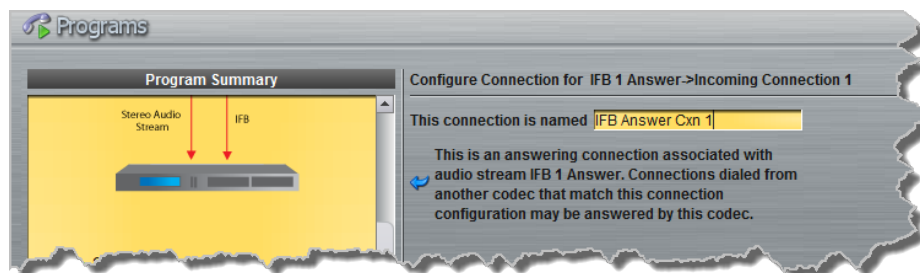 Programs
Program Summary
Stereo Audio
Stream
IFB
Configure Connection for IFB 1 Answer->Incoming Connection 1
This connection is named IFB Answer Cxn 1
This is an answering connection associated with
audio stream IFB 1 Answer. Connections dialed from
another codec that match this connection
configuration may be answered by this codec.